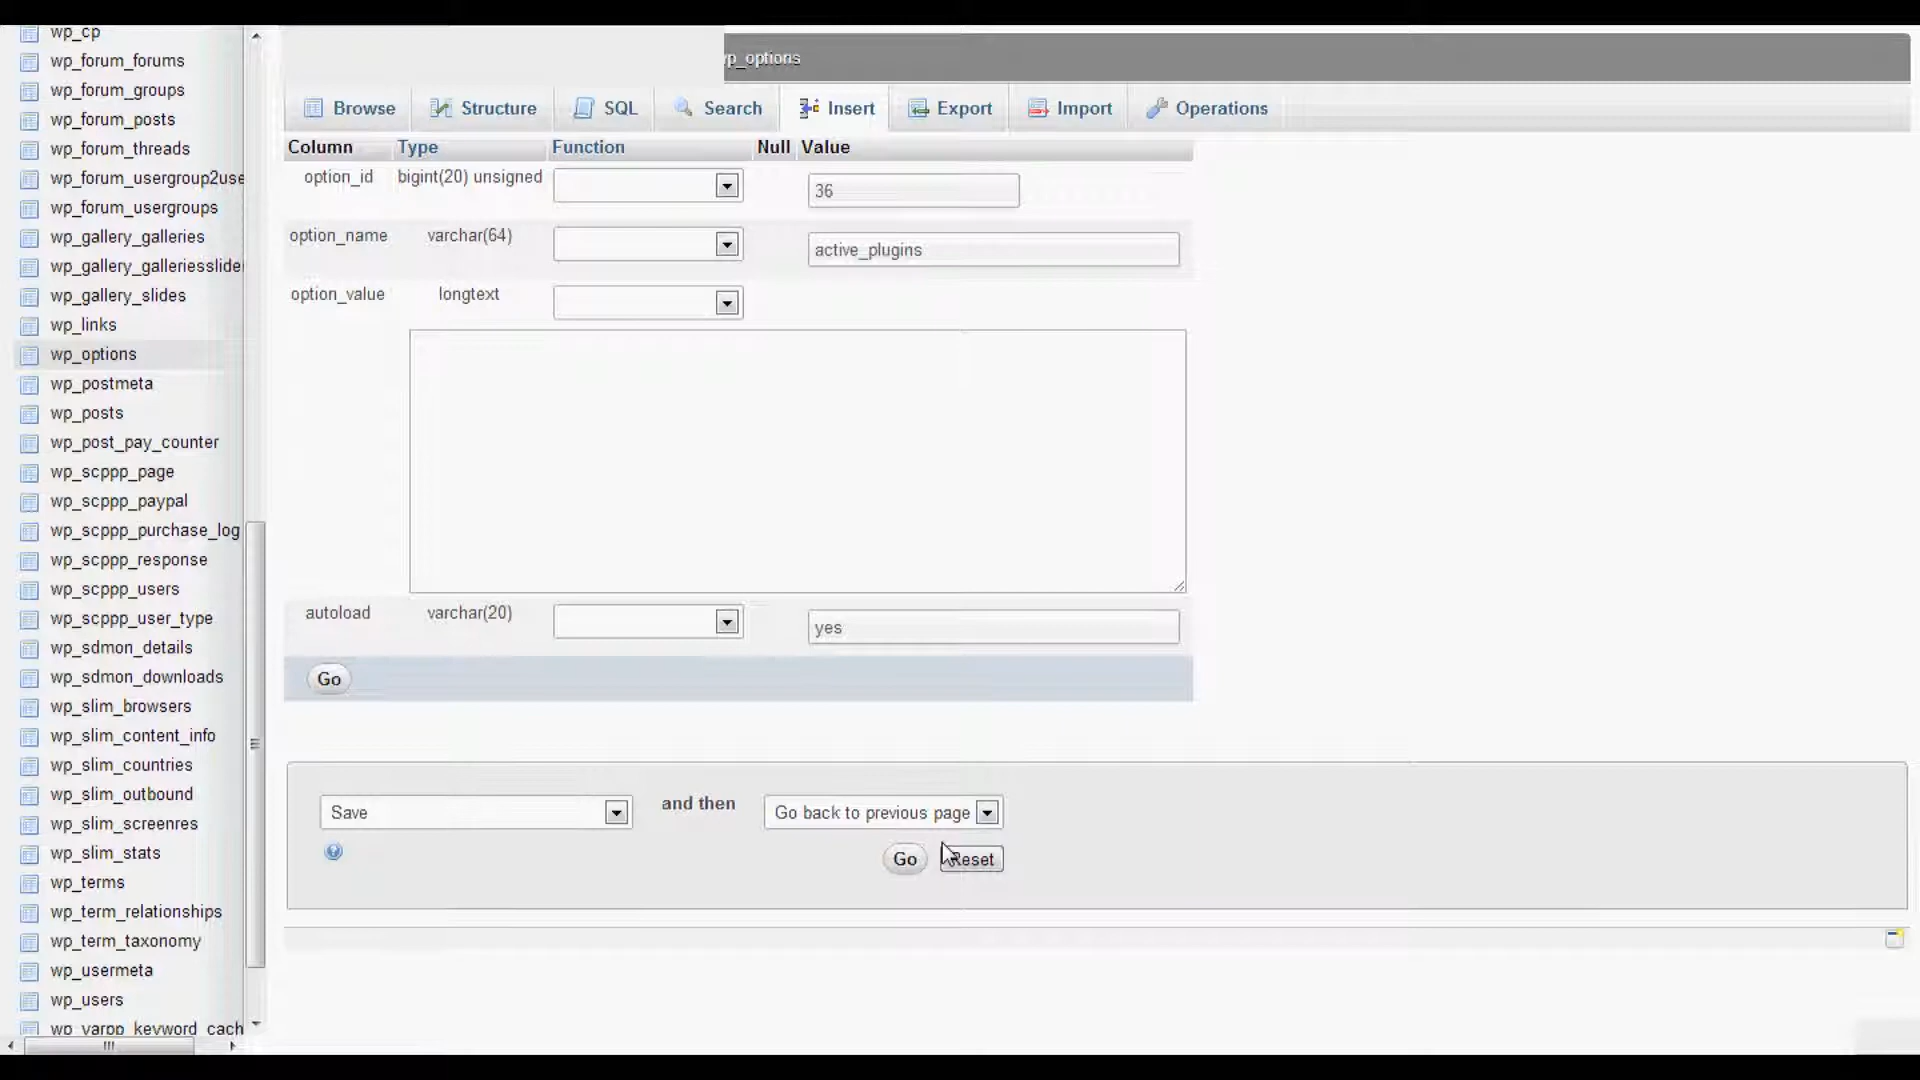 wp_cp
wp_forum_forums
wp_forum_groups
wp_forum_posts
wp_forum_threads
wp_forum_usergroup2use
wp_forum_usergroups
wp_gallery_galleries
wp_gallery_galleriesslide
wp_gallery_slides
wp_links
wp_options
wp_postmeta
wp_posts
wp_post_pay_counter
wp_scppp_page
wp_scppp_paypal
wp_scppp_purchase_log
wp_scppp_response
wp_scppp_users
wp_scppp_user_type
wp_sdmon_details
wp_sdmon_downloads
wp_slim_browsers
wp_slim_content_info
wp_slim_countries
wp_slim_outbound
wp_slim_screenres
wp_slim_stats
wp_terms
wp_term_relationships
wp_term_taxonomy
wp_usermeta
wp_users
wp_yarpp_keyword_cach
wp_options
Browse Structure SQL Search Insert Export Import Operations
Column Type Function Null Value
option_id bigint(20) unsigned 36
option_name varchar(64) active_plugins
option_value longtext
autoload varchar(20) yes
Go
Save and then Go back to previous page
Go Reset